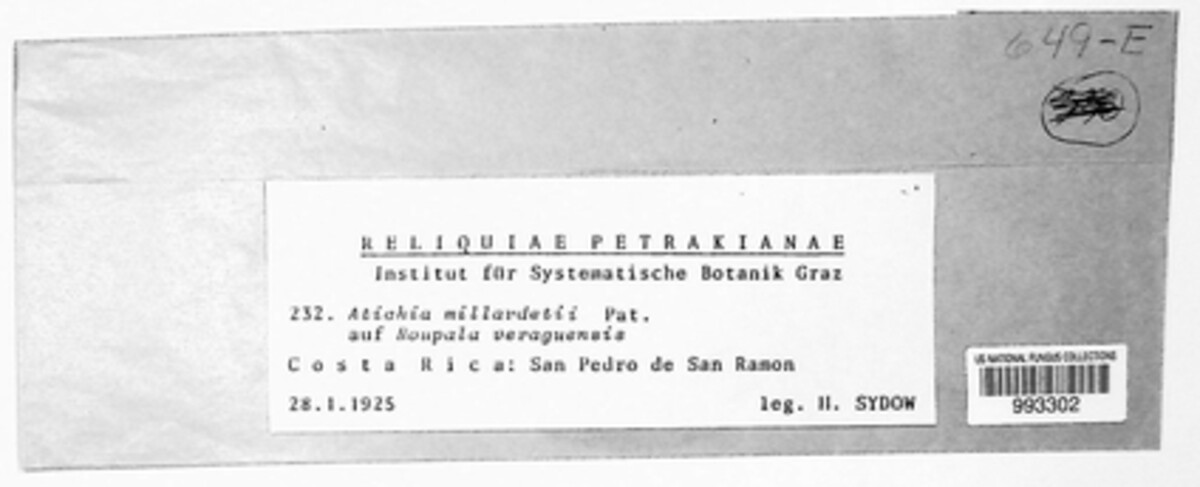 649-E
RELIQUIAE PETRAKIANAE
Institut für Systematische Botanik Graz
232. Atichia millardetii Pat.
auf Roupala veraguensis
Costa Rica: San Pedro de San Ramon
28.1.1925 leg. H. SYDOW
US NATIONAL FUNGUS COLLECTIONS
993302